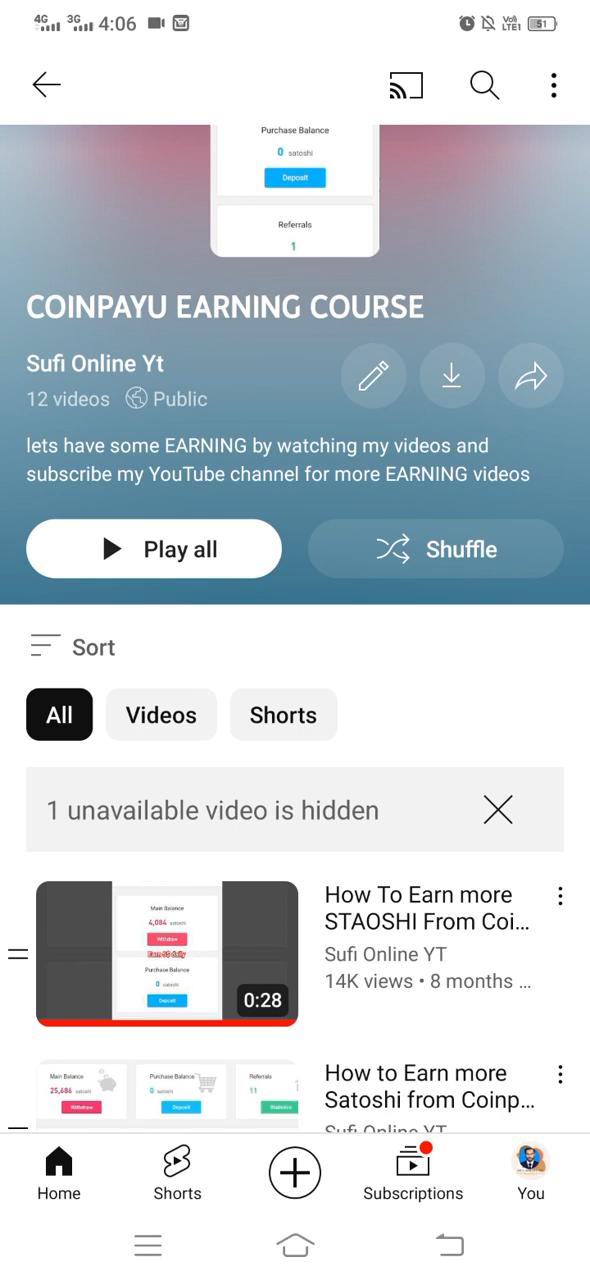 4G 3G 4:06 Vo)) LTE1 51
Purchase Balance
0 satoshi
Deposit
Referrals
1
COINPAYU EARNING COURSE
Sufi Online Yt
12 videos Public
lets have some EARNING by watching my videos and
subscribe my YouTube channel for more EARNING videos
Play all Shuffle
Sort
All Videos Shorts
1 unavailable video is hidden
Main Balance
4,084 satoshi
Withdraw
Earn 5$ daily
Purchase Balance
0 satoshi
Deposit
0:28
How To Earn more
STAOSHI From Coi...
Sufi Online YT
14K views • 8 months ...
Main Balance Purchase Balance Referrals
25,686 satoshi 0 satoshi 11
Withdraw Deposit Statistics
How to Earn more
Satoshi from Coinp...
Sufi Online YT
Home Shorts Subscriptions You